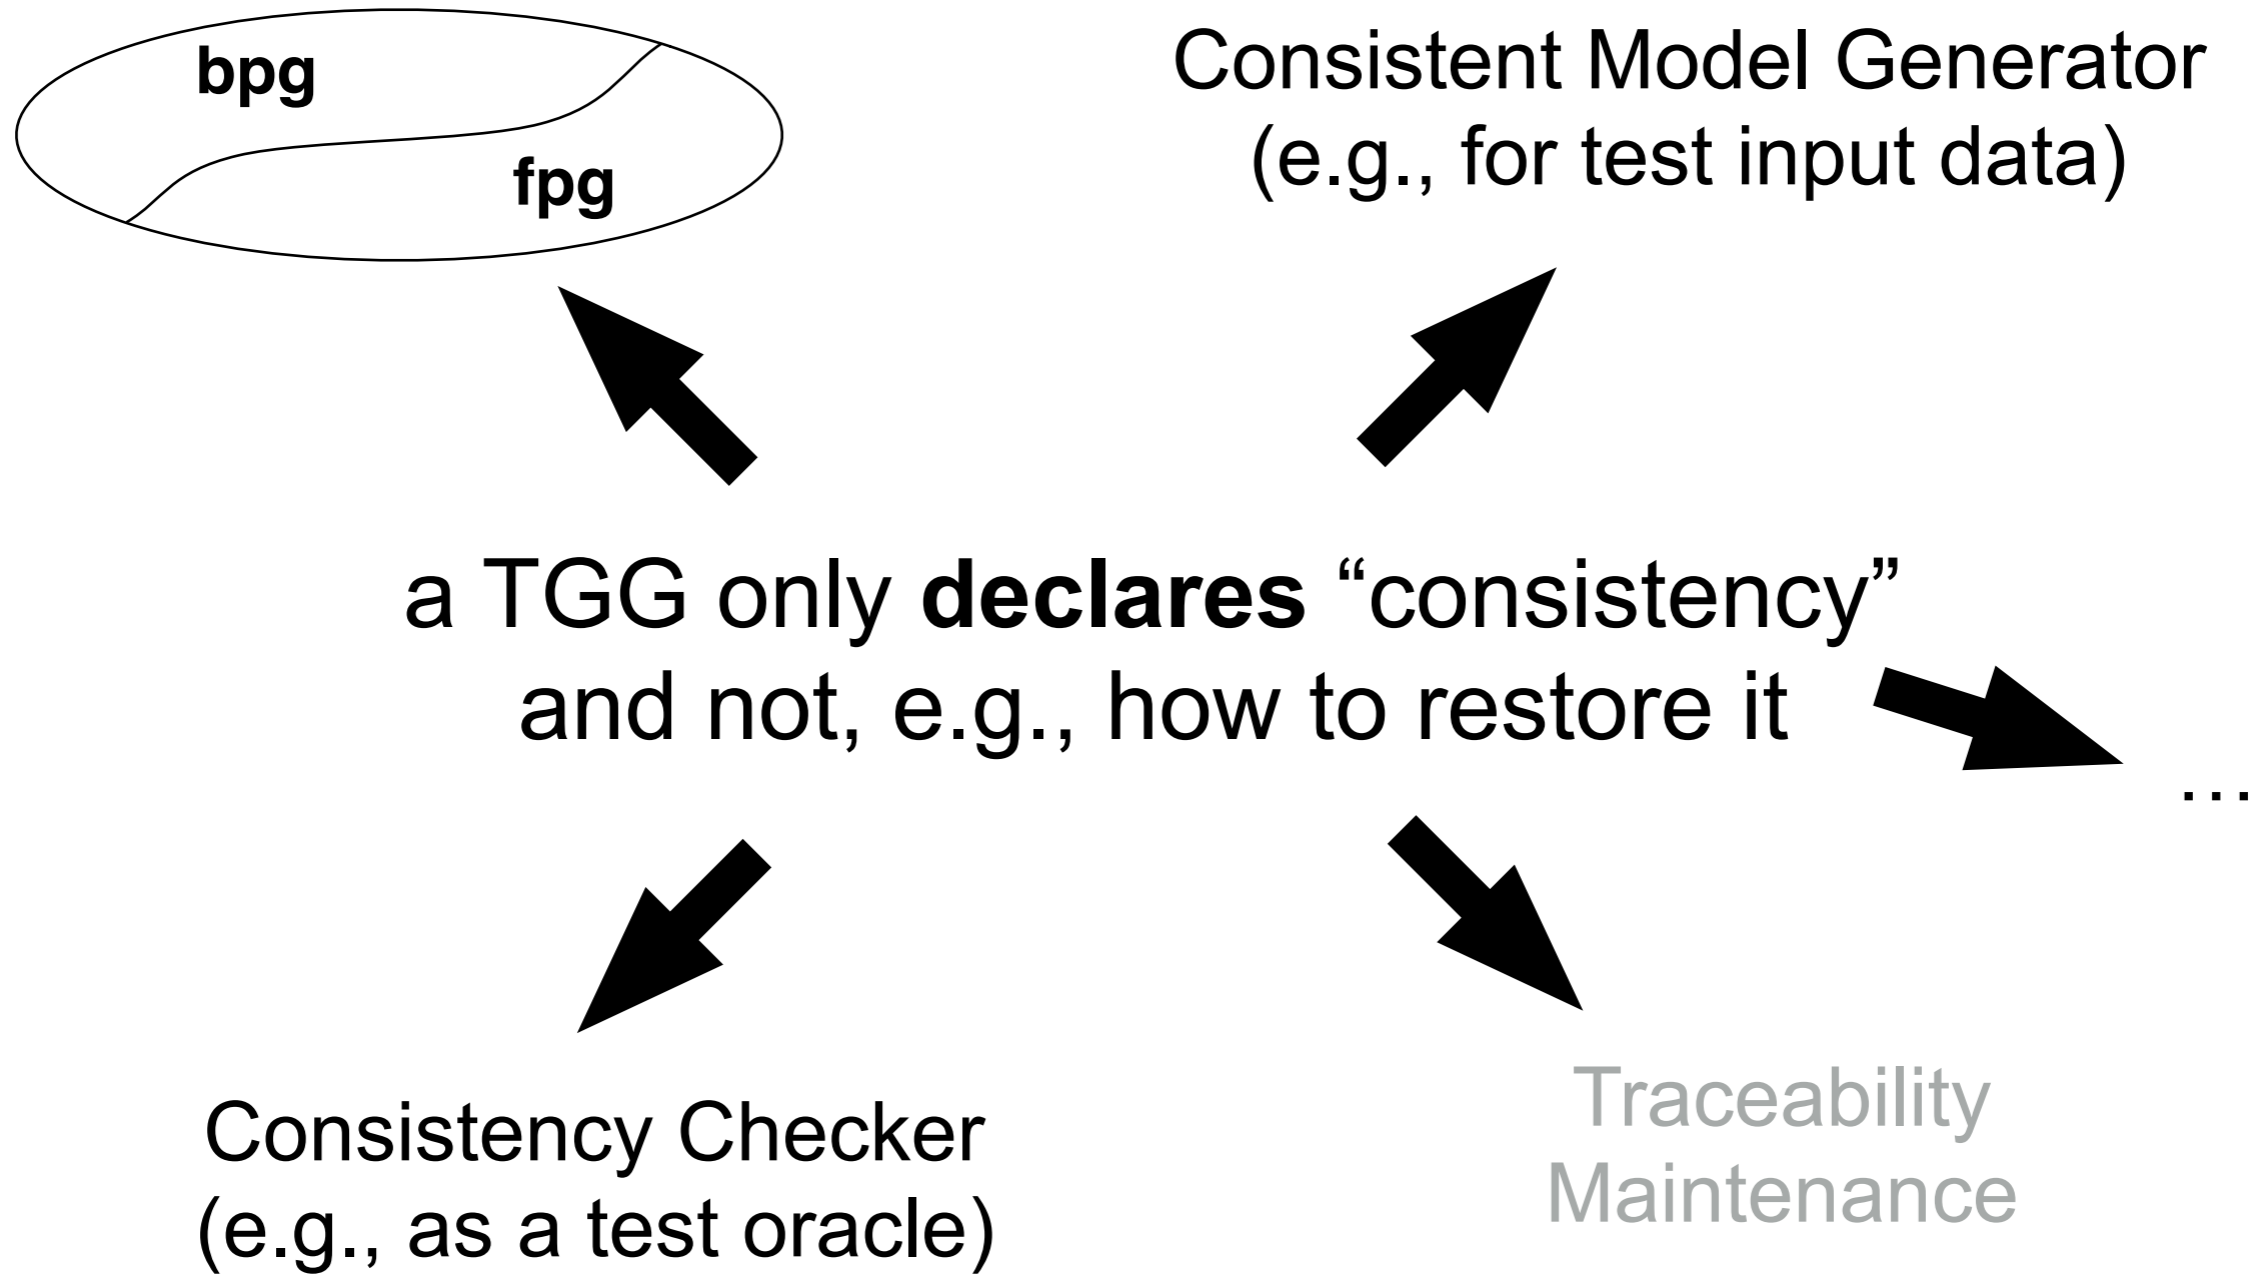 bpg
fpg
Consistent Model Generator
(e.g., for test input data)
a TGG only declares “consistency”
and not, e.g., how to restore it
...
Consistency Checker
(e.g., as a test oracle)
Traceability
Maintenance